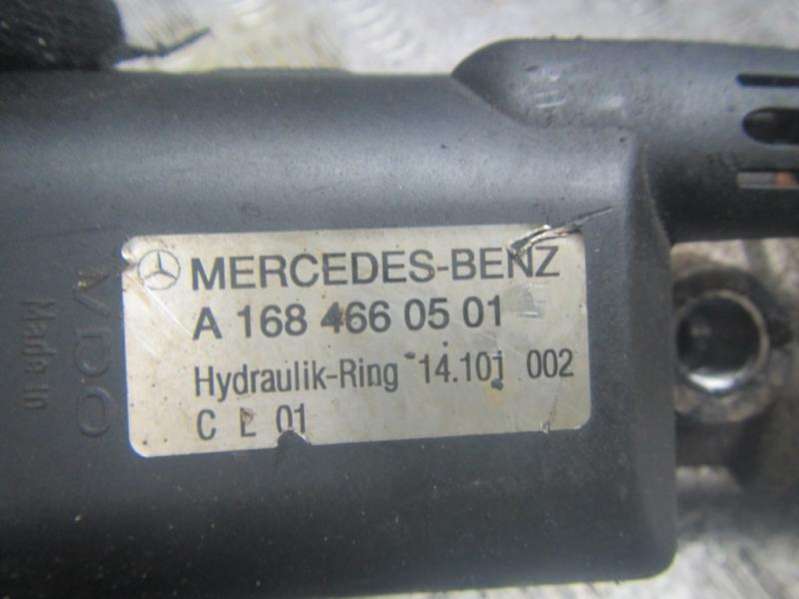 MERCEDES-BENZ
A 168 466 05 01
Hydraulik-Ring 14.101 002
C L 01
VDO
Made in